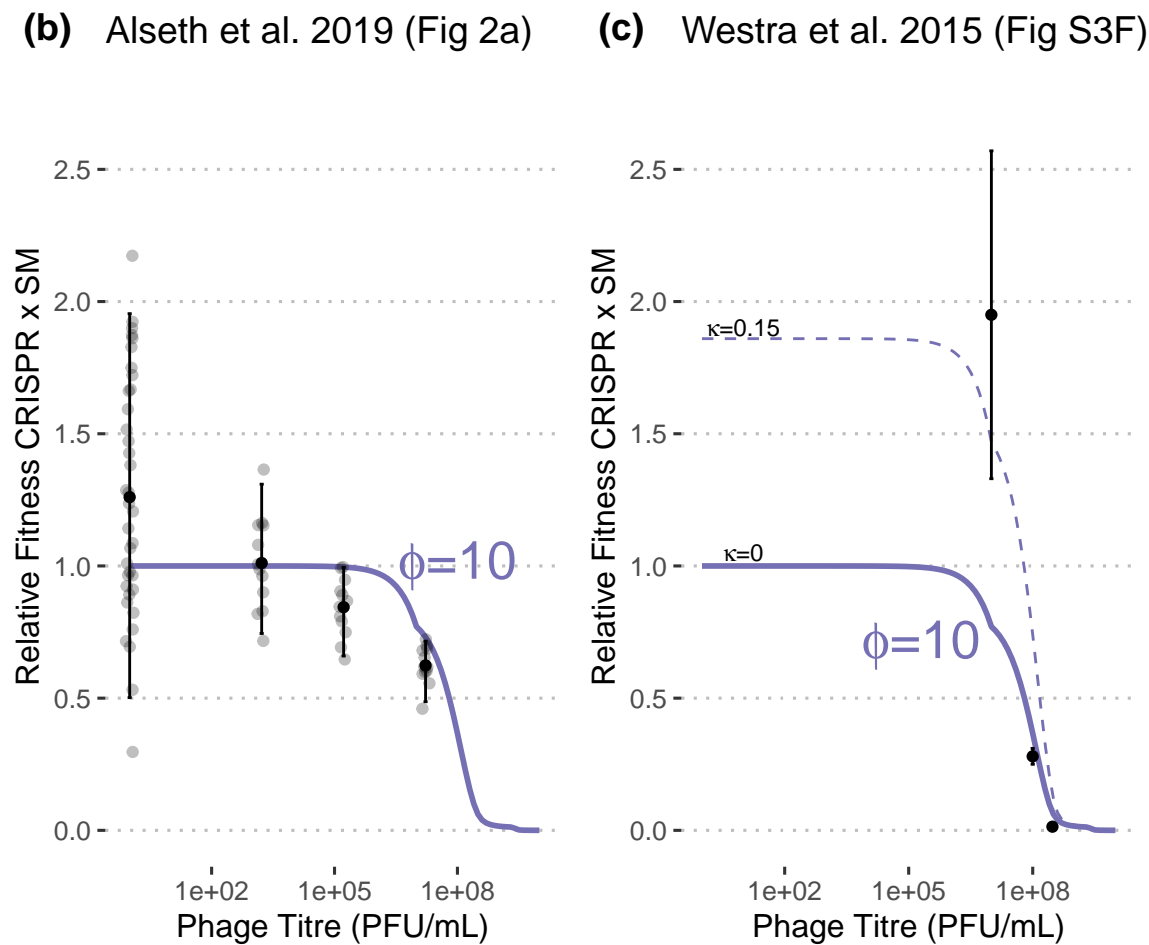 (b) Alseth et al. 2019 (Fig 2a)
Relative Fitness CRISPR x SM
2.5
2.0
1.5
1.0
0.5
0.0
ϕ=10
1e+02 1e+05 1e+08
Phage Titre (PFU/mL)
(c) Westra et al. 2015 (Fig S3F)
Relative Fitness CRISPR x SM
2.5
2.0
1.5
1.0
0.5
0.0
κ=0.15
κ=0
ϕ=10
1e+02 1e+05 1e+08
Phage Titre (PFU/mL)